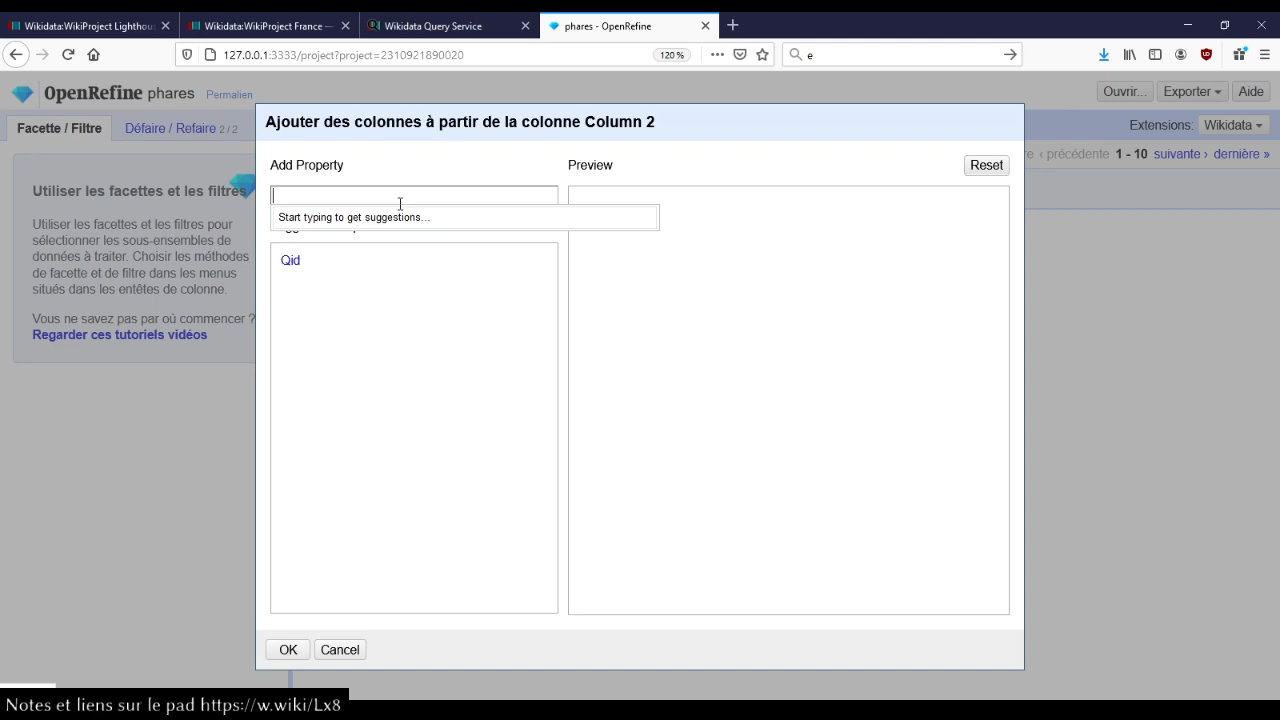 Wikidata:WikiProject Lighthou
Wikidata:WikiProject France —
Wikidata Query Service
phares - OpenRefine
127.0.0.1:3333/project?project=2310921890020
120 %
e
OpenRefine phares Permalien
Ouvrir...
Exporter
Aide
Facette / Filtre
Défaire / Refaire 2 / 2
Extensions: Wikidata
‹ précédente 1 - 10 suivante › dernière »
Utiliser les facettes et les filtres
Utiliser les facettes et les filtres pour
sélectionner les sous-ensembles de
données à traiter. Choisir les méthodes
de facette et de filtre dans les menus
situés dans les entêtes de colonne.
Vous ne savez pas par où commencer ?
Regarder ces tutoriels vidéos
Ajouter des colonnes à partir de la colonne Column 2
Add Property
Preview
Reset
Start typing to get suggestions...
Qid
OK
Cancel
Notes et liens sur le pad https://w.wiki/Lx8